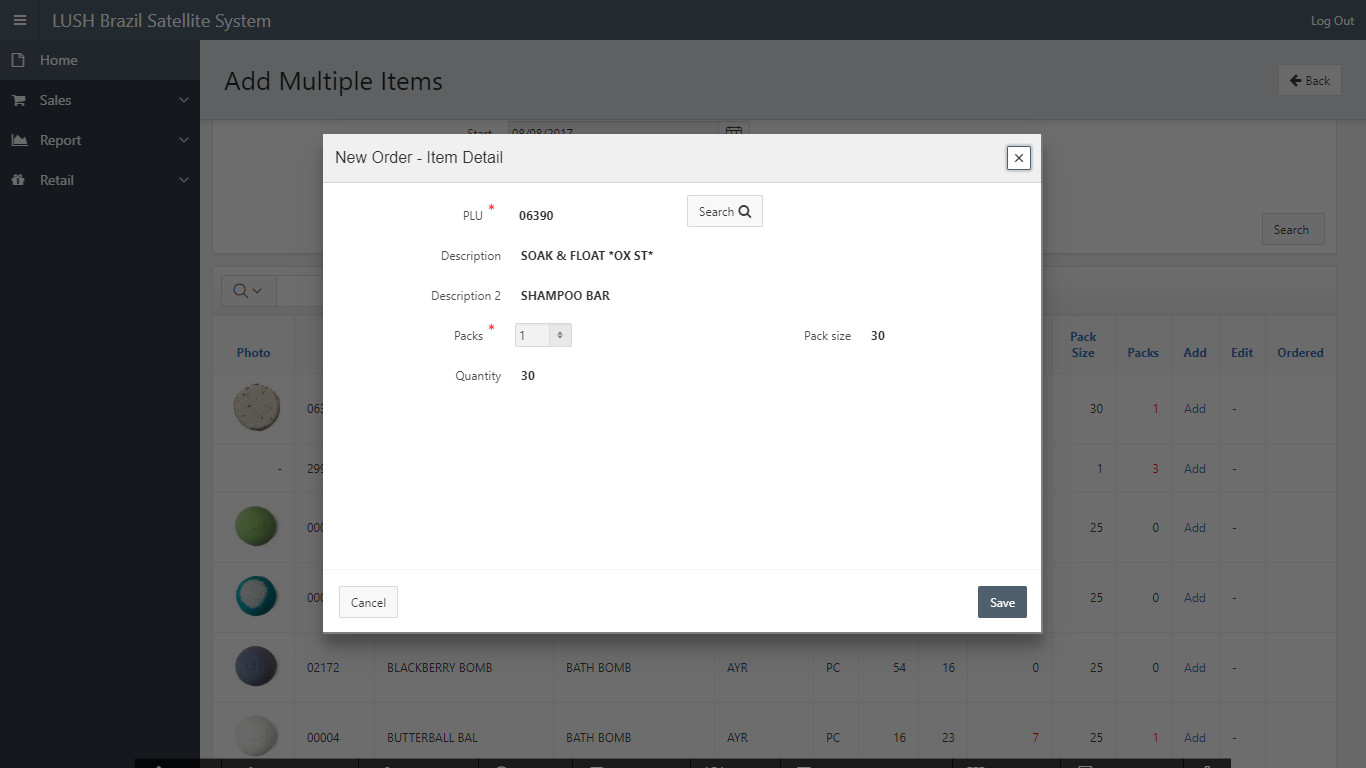 LUSH Brazil Satellite System
Log Out
Home
Sales
Report
Retail
Add Multiple Items
Back
Start 08/08/2017
Search
New Order - Item Detail
PLU * 06390
Search
Description SOAK & FLOAT *OX ST*
Description 2 SHAMPOO BAR
Packs * 1
Pack size 30
Quantity 30
Cancel
Save
Photo Pack Size Packs Add Edit Ordered
30 1 Add -
- 1 3 Add -
25 0 Add -
25 0 Add -
02172 BLACKBERRY BOMB BATH BOMB AYR PC 54 16 0 25 0 Add -
00004 BUTTERBALL BAL BATH BOMB AYR PC 16 23 7 25 1 Add -